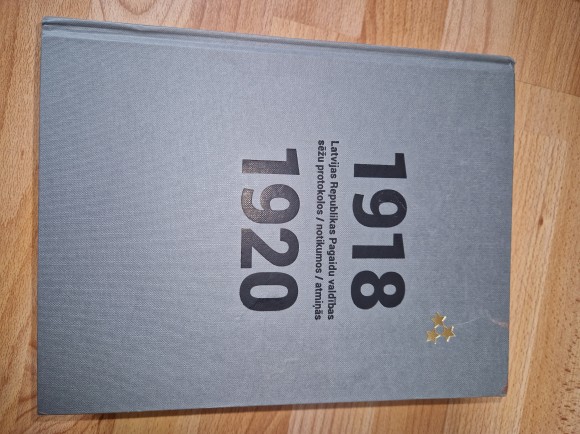 1918
Latvijas Republikas Pagaidu valdības
sēžu protokolos / notikumos / atmiņās
1920